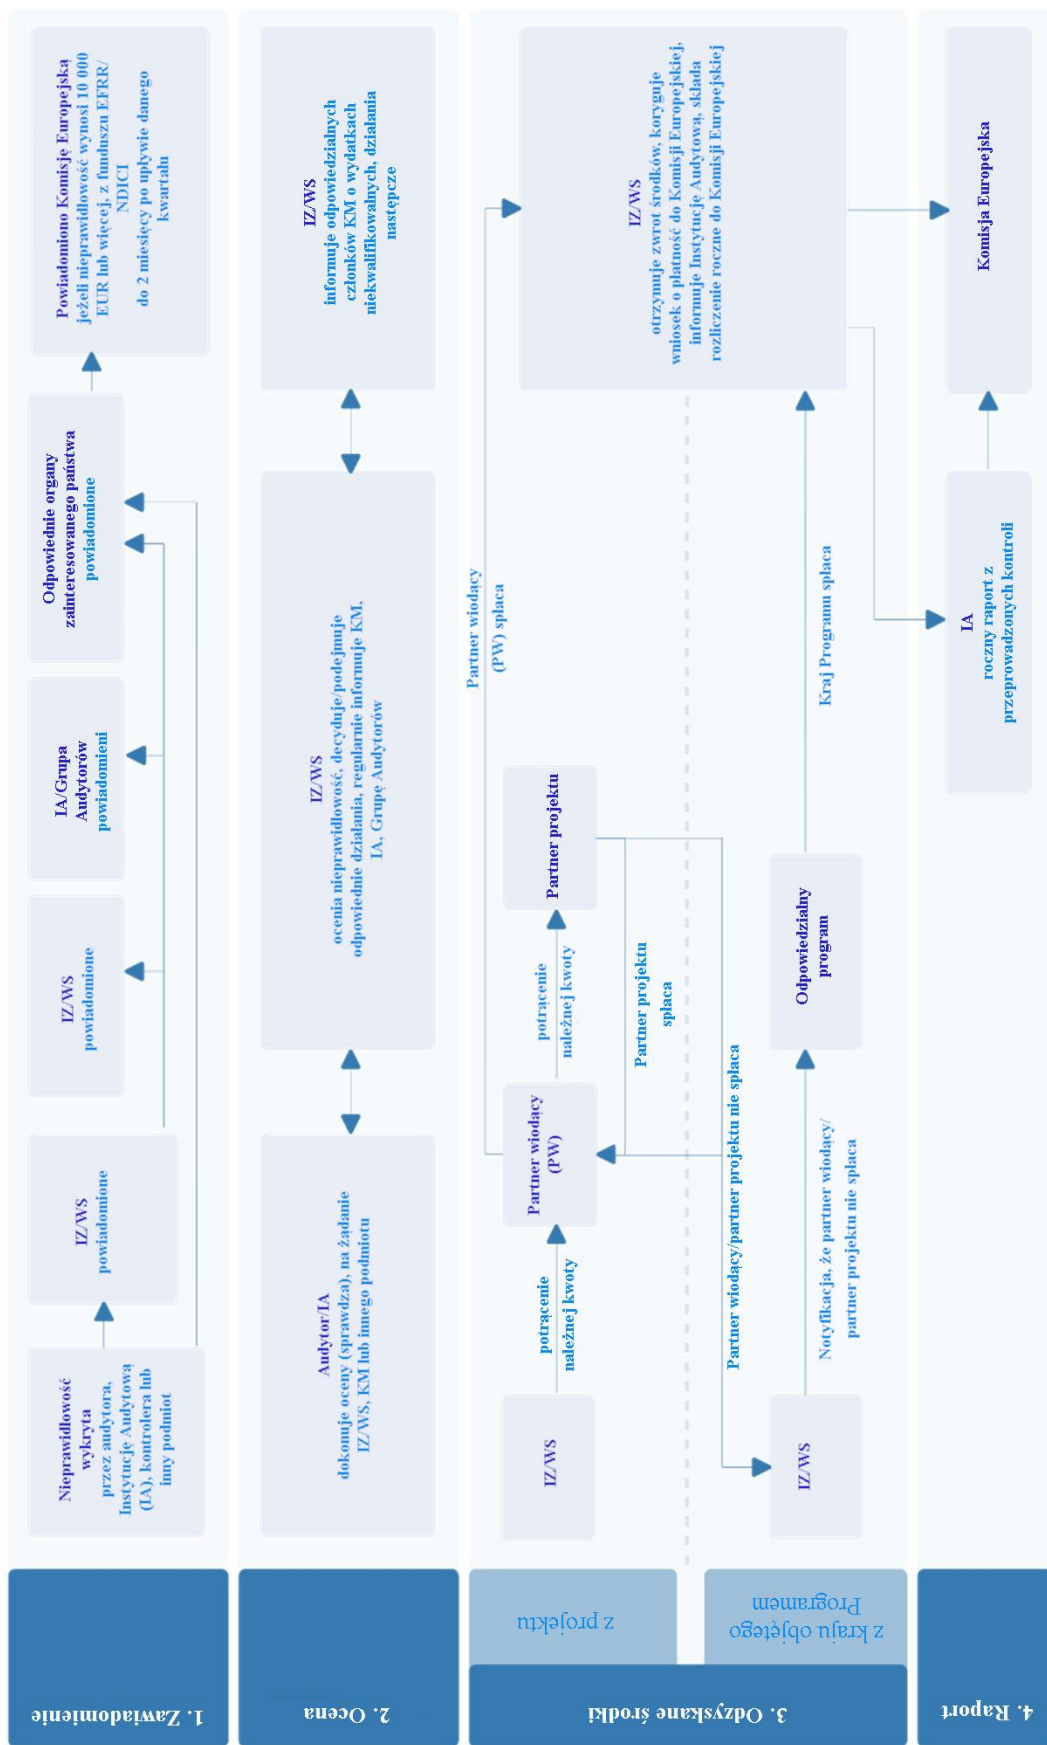 1. Zawiadomienie
Nieprawidłowość
wykryta
przez audytora,
Instytucję Audytową
(IA), kontrolera lub
inny podmiot
IZ/WS
powiadomione
IZ/WS
powiadomione
IA/Grupa
Audytorów
powiadomieni
Odpowiednie organy
zainteresowanego państwa
powiadomione
Powiadomiono Komisję Europejską
jeżeli nieprawidłowość wynosi 10 000
EUR lub więcej, z funduszu EFRR/
NDICI
do 2 miesięcy po upływie danego
kwartału
2. Ocena
Audytor/IA
dokonuje oceny (sprawdza), na żądanie
IZ/WS, KM lub innego podmiotu
IZ/WS
ocenia nieprawidłowość, decyduje/podejmuje
odpowiednie działania, regularnie informuje KM,
IA, Grupę Audytorów
IZ/WS
informuje odpowiedzialnych
członków KM o wydatkach
niekwalifikowalnych, działania
następcze
3. Odzyskane środki
z projektu
IZ/WS
potrącenie
należnej kwoty
Partner wiodący
(PW)
potrącenie
należnej kwoty
Partner projektu
Partner wiodący
(PW) spłaca
Partner projektu
spłaca
Partner wiodący/partner projektu nie spłaca
z kraju objętego
Programem
IZ/WS
Notyfikacja, że partner wiodący/
partner projektu nie spłaca
Odpowiedzialny
program
Kraj Programu spłaca
IZ/WS
otrzymuje zwrot środków, koryguje
wniosek o płatność do Komisji Europejskiej,
informuje Instytucję Audytową, składa
rozliczenie roczne do Komisji Europejskiej
4. Raport
IA
roczny raport z
przeprowadzonych kontroli
Komisja Europejska